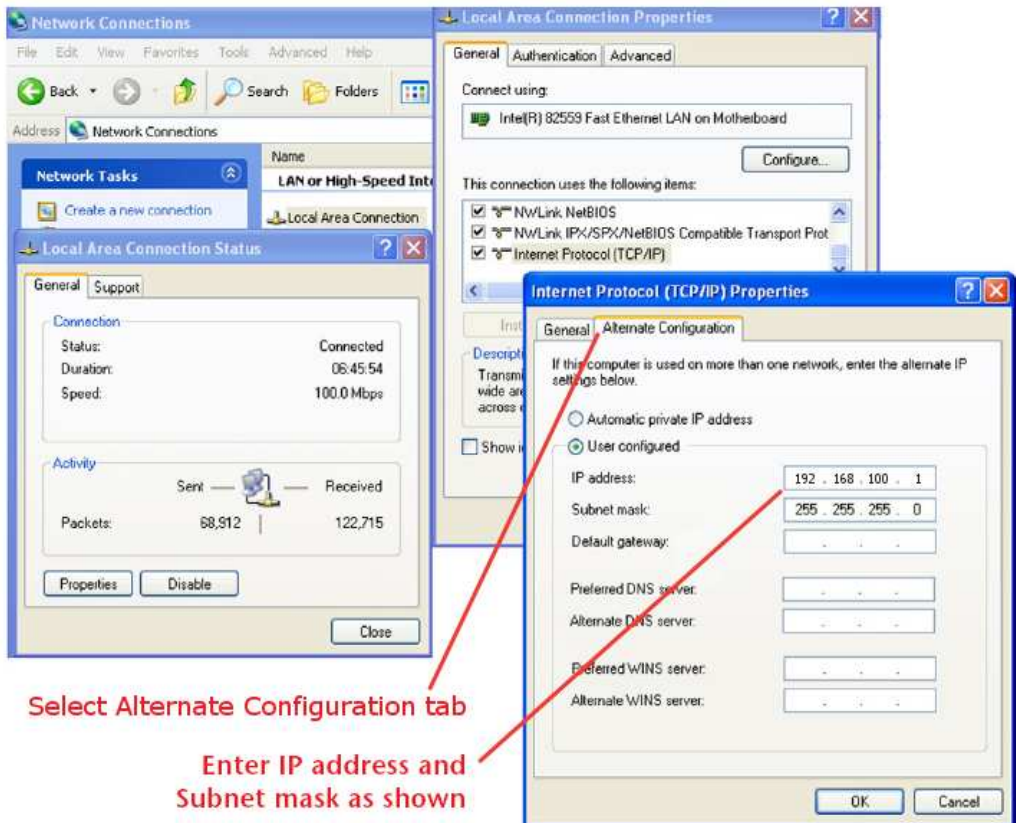 Network Connections
File Edit View Favorites Tools Advanced Help
Back Search Folders
Address Network Connections
Network Tasks
Create a new connection
Name
LAN or High-Speed
Local Area Connection
Local Area Connection Status
General Support
Connection
Status: Connected
Duration: 06:45:54
Speed: 100.0 Mbps
Activity
Sent — — Received
Packets: 68,912 | 122,715
Properties Disable
Close
Local Area Connection Properties
General Authentication Advanced
Connect using:
Intel(R) 82559 Fast Ethernet LAN on Motherboard
Configure...
This connection uses the following items:
NWLink NetBIOS
NWLink IPX/SPX/NetBIOS Compatible Transport Prot
Internet Protocol (TCP/IP)
wide
across
Show
Internet Protocol (TCP/IP) Properties
General Alternate Configuration
If this computer is used on more than one network, enter the alternate IP
settings below.
Automatic private IP address
User configured
IP address: 192 . 168 . 100 . 1
Subnet mask: 255 . 255 . 255 . 0
Default gateway: . . .
Preferred DNS server: . . .
Alternate DNS server: . . .
Preferred WINS server: . . .
Alternate WINS server: . . .
OK Cancel
Select Alternate Configuration tab
Enter IP address and
Subnet mask as shown